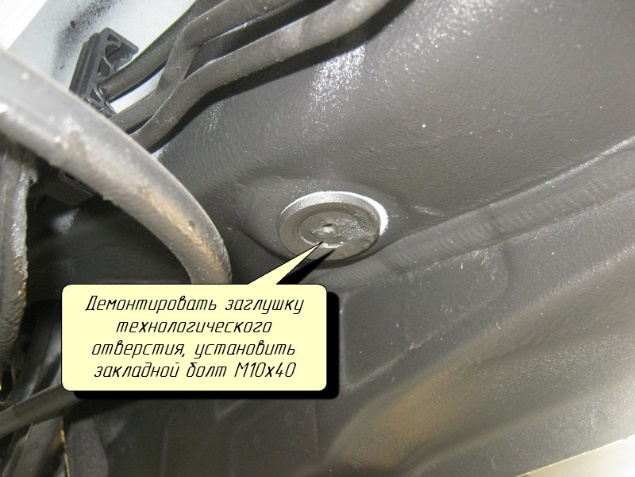 Демонтировать заглушку
технологического
отверстия, установить
закладной болт М10х40